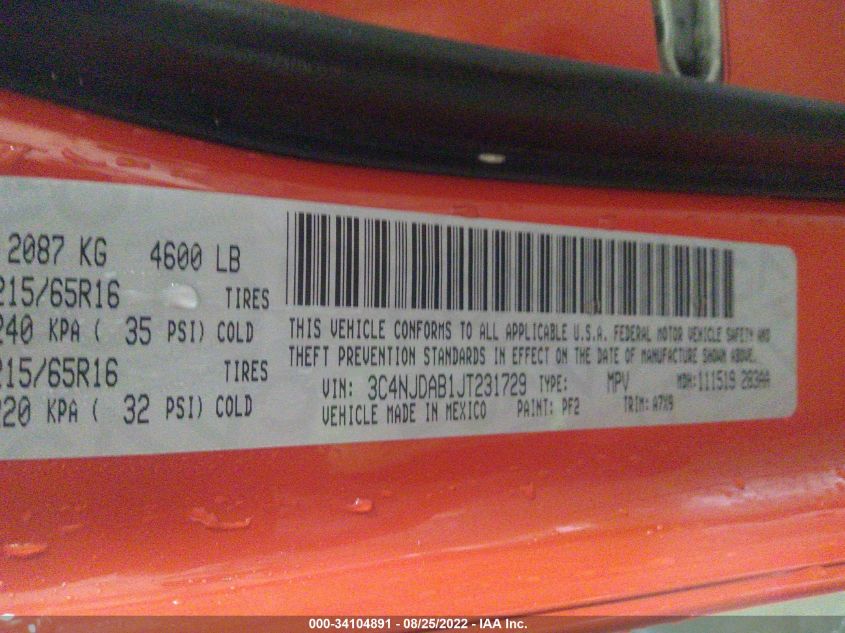 2087 KG 4600 LB
215/65R16 TIRES
240 KPA ( 35 PSI) COLD
215/65R16 TIRES
220 KPA ( 32 PSI) COLD
THIS VEHICLE CONFORMS TO ALL APPLICABLE U.S.A. FEDERAL MOTOR VEHICLE SAFETY AND
THEFT PREVENTION STANDARDS IN EFFECT ON THE DATE OF MANUFACTURE SHOWN ABOVE.
VIN: 3C4NJDAB1JT231729 TYPE: MPV MDH: 111519 283AA
VEHICLE MADE IN MEXICO PAINT: PF2 TRIM: A7X9
000-34104891 - 08/25/2022 - IAA Inc.